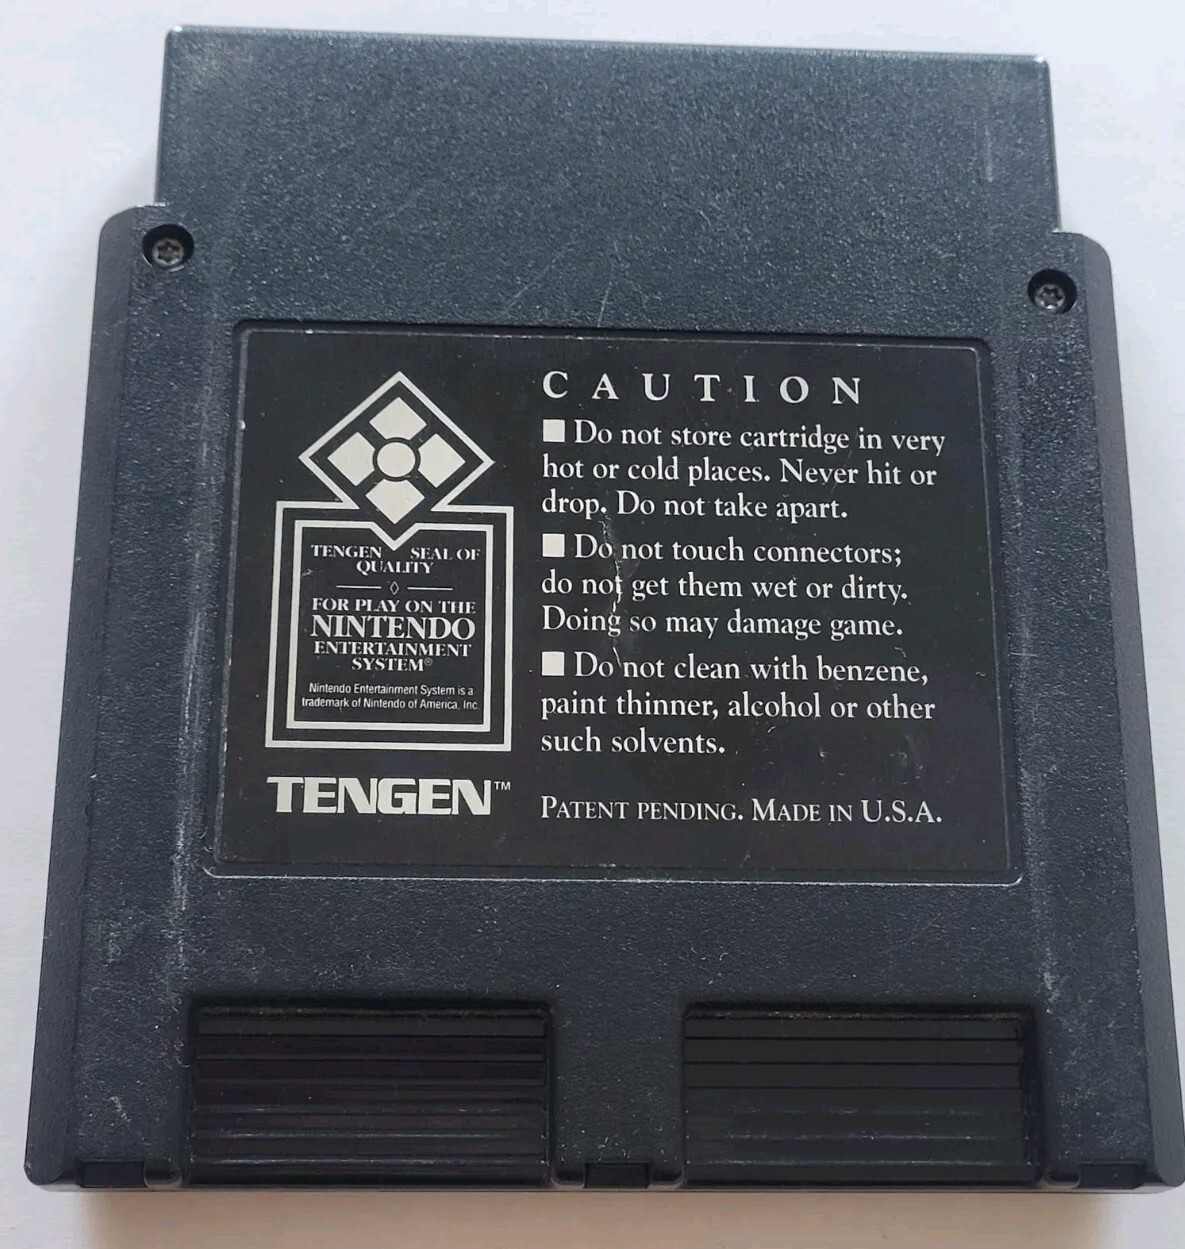 CAUTION
■ Do not store cartridge in very
hot or cold places. Never hit or
drop. Do not take apart.
■ Do not touch connectors;
do not get them wet or dirty.
Doing so may damage game.
■ Do not clean with benzene,
paint thinner, alcohol or other
such solvents.
PATENT PENDING. MADE IN U.S.A.
TENGEN SEAL OF
QUALITY
FOR PLAY ON THE
NINTENDO
ENTERTAINMENT
SYSTEM®
Nintendo Entertainment System is a
trademark of Nintendo of America, Inc.
TENGEN™